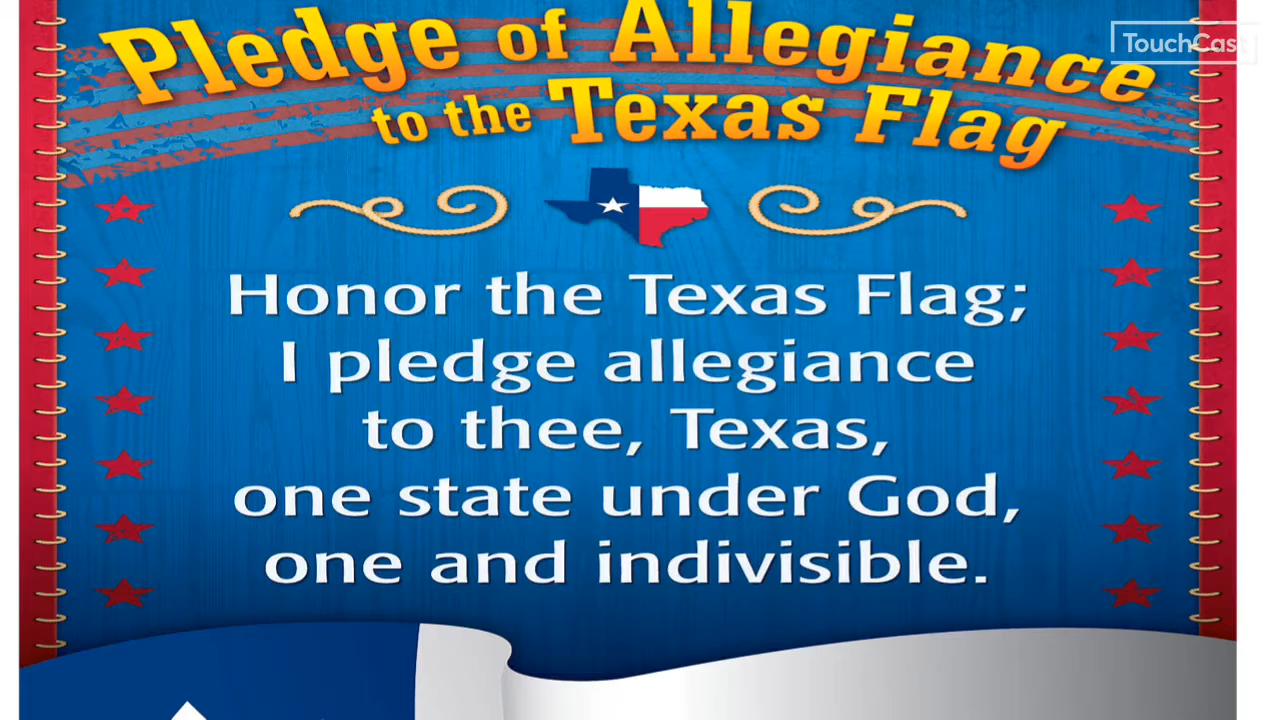 Pledge of Allegiance
to the Texas Flag
TouchCast
Honor the Texas Flag;
I pledge allegiance
to thee, Texas,
one state under God,
one and indivisible.